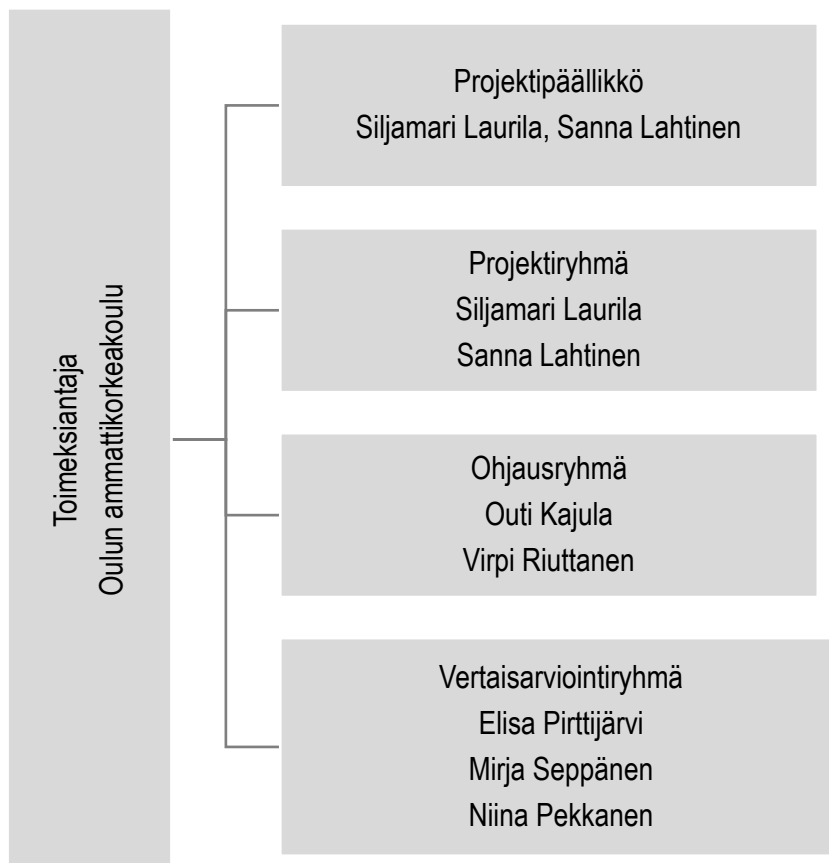 Toimeksiantaja
Oulun ammattikorkeakoulu
Projektipäällikkö
Siljamari Laurila, Sanna Lahtinen
Projektiryhmä
Siljamari Laurila
Sanna Lahtinen
Ohjausryhmä
Outi Kajula
Virpi Riuttanen
Vertaisarviointiryhmä
Elisa Pirttijärvi
Mirja Seppänen
Niina Pekkanen